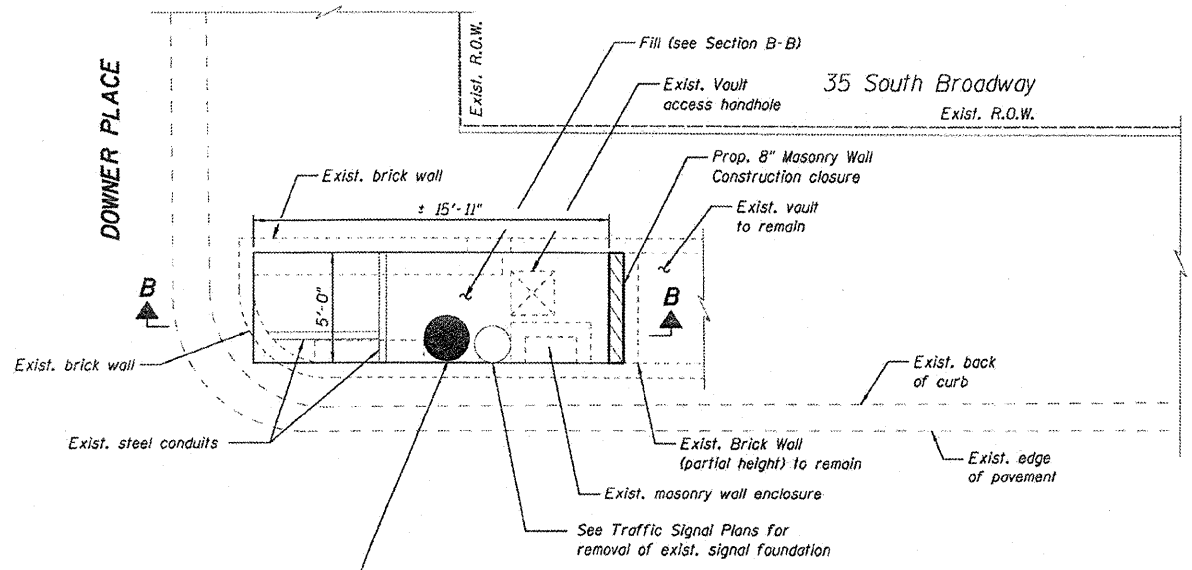 DOWNER PLACE
Exist. R.O.W.
Fill (see Section B-B)
35 South Broadway
Exist. R.O.W.
Exist. Vault
access handhole
Prop. 8" Masonry Wall
Construction closure
Exist. brick wall
± 15'-11"
Exist. vault
to remain
B
5'-0"
B
Exist. brick wall
Exist. back
of curb
Exist. steel conduits
Exist. Brick Wall
(partial height) to remain
Exist. edge
of pavement
Exist. masonry wall enclosure
See Traffic Signal Plans for
removal of exist. signal foundation